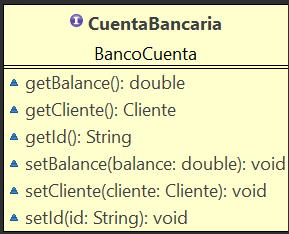 CuentaBancaria
BancoCuenta
getBalance(): double
getCliente(): Cliente
getId(): String
setBalance(balance: double): void
setCliente(cliente: Cliente): void
setId(id: String): void